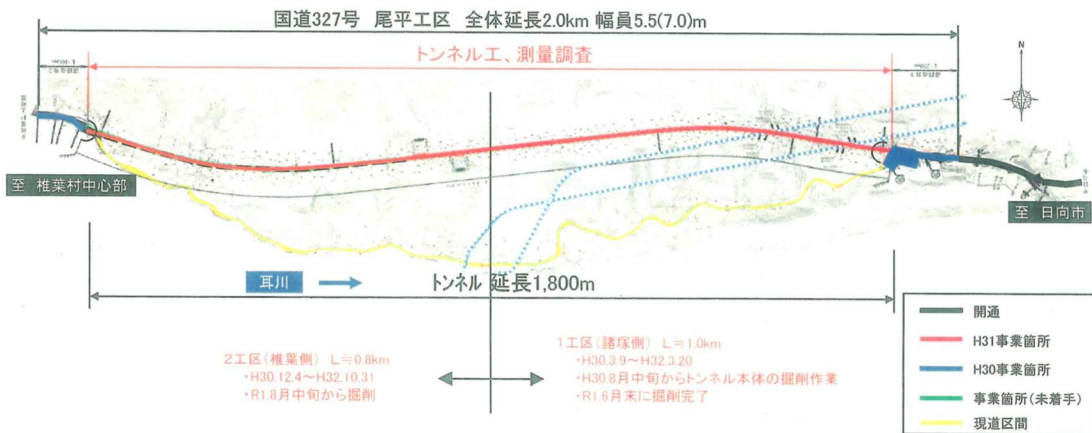 国道327号 尾平工区 全体延長2.0km 幅員5.5(7.0)m
トンネル工、測量調査
N
至 椎葉村中心部
至 日向市
耳川
トンネル 延長1,800m
2工区(椎葉側) L≒0.8km
・H30.12.4~H32.10.31
・R1.8月中旬から掘削
1工区(諸塚側) L≒1.0km
・H30.3.9~H32.3.20
・H30.8月中旬からトンネル本体の掘削作業
・R1.6月末に掘削完了
開通
H31事業箇所
H30事業箇所
事業箇所(未着手)
現道区間